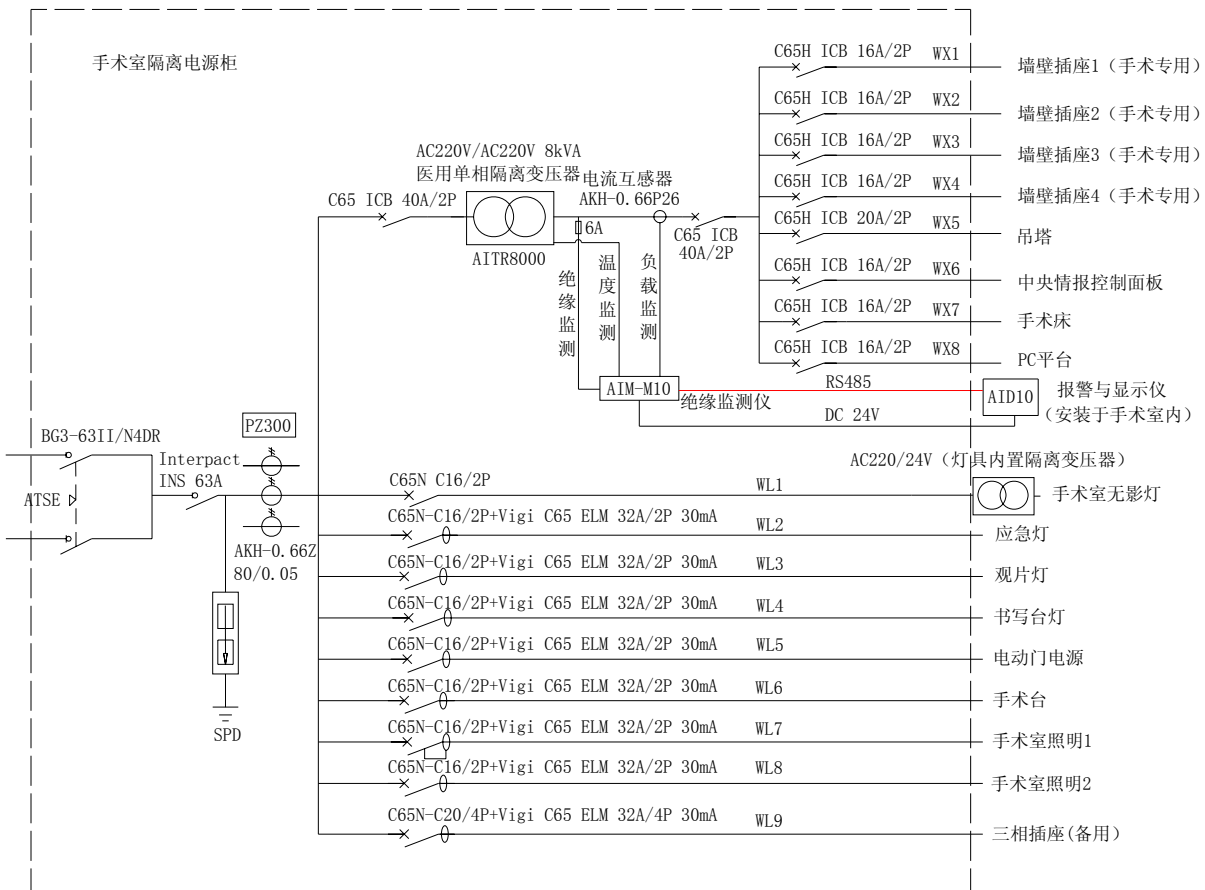 手术室隔离电源柜
C65H ICB 16A/2P WX1 墙壁插座1（手术专用）
C65H ICB 16A/2P WX2 墙壁插座2（手术专用）
C65H ICB 16A/2P WX3 墙壁插座3（手术专用）
C65H ICB 16A/2P WX4 墙壁插座4（手术专用）
C65H ICB 20A/2P WX5 吊塔
C65H ICB 16A/2P WX6 中央情报控制面板
C65H ICB 16A/2P WX7 手术床
C65H ICB 16A/2P WX8 PC平台
AC220V/AC220V 8kVA
医用单相隔离变压器
C65 ICB 40A/2P
AITR8000
电流互感器
AKH-0.66P26
6A
C65 ICB
40A/2P
绝缘监测
温度监测
负载监测
AIM-M10
绝缘监测仪
RS485
DC 24V
AID10
报警与显示仪
（安装于手术室内）
BG3-63II/N4DR
ATSE
Interpact
INS 63A
PZ300
AKH-0.66Z
80/0.05
SPD
AC220/24V（灯具内置隔离变压器）
C65N C16/2P WL1 手术室无影灯
C65N-C16/2P+Vigi C65 ELM 32A/2P 30mA WL2 应急灯
C65N-C16/2P+Vigi C65 ELM 32A/2P 30mA WL3 观片灯
C65N-C16/2P+Vigi C65 ELM 32A/2P 30mA WL4 书写台灯
C65N-C16/2P+Vigi C65 ELM 32A/2P 30mA WL5 电动门电源
C65N-C16/2P+Vigi C65 ELM 32A/2P 30mA WL6 手术台
C65N-C16/2P+Vigi C65 ELM 32A/2P 30mA WL7 手术室照明1
C65N-C16/2P+Vigi C65 ELM 32A/2P 30mA WL8 手术室照明2
C65N-C20/4P+Vigi C65 ELM 32A/4P 30mA WL9 三相插座(备用）